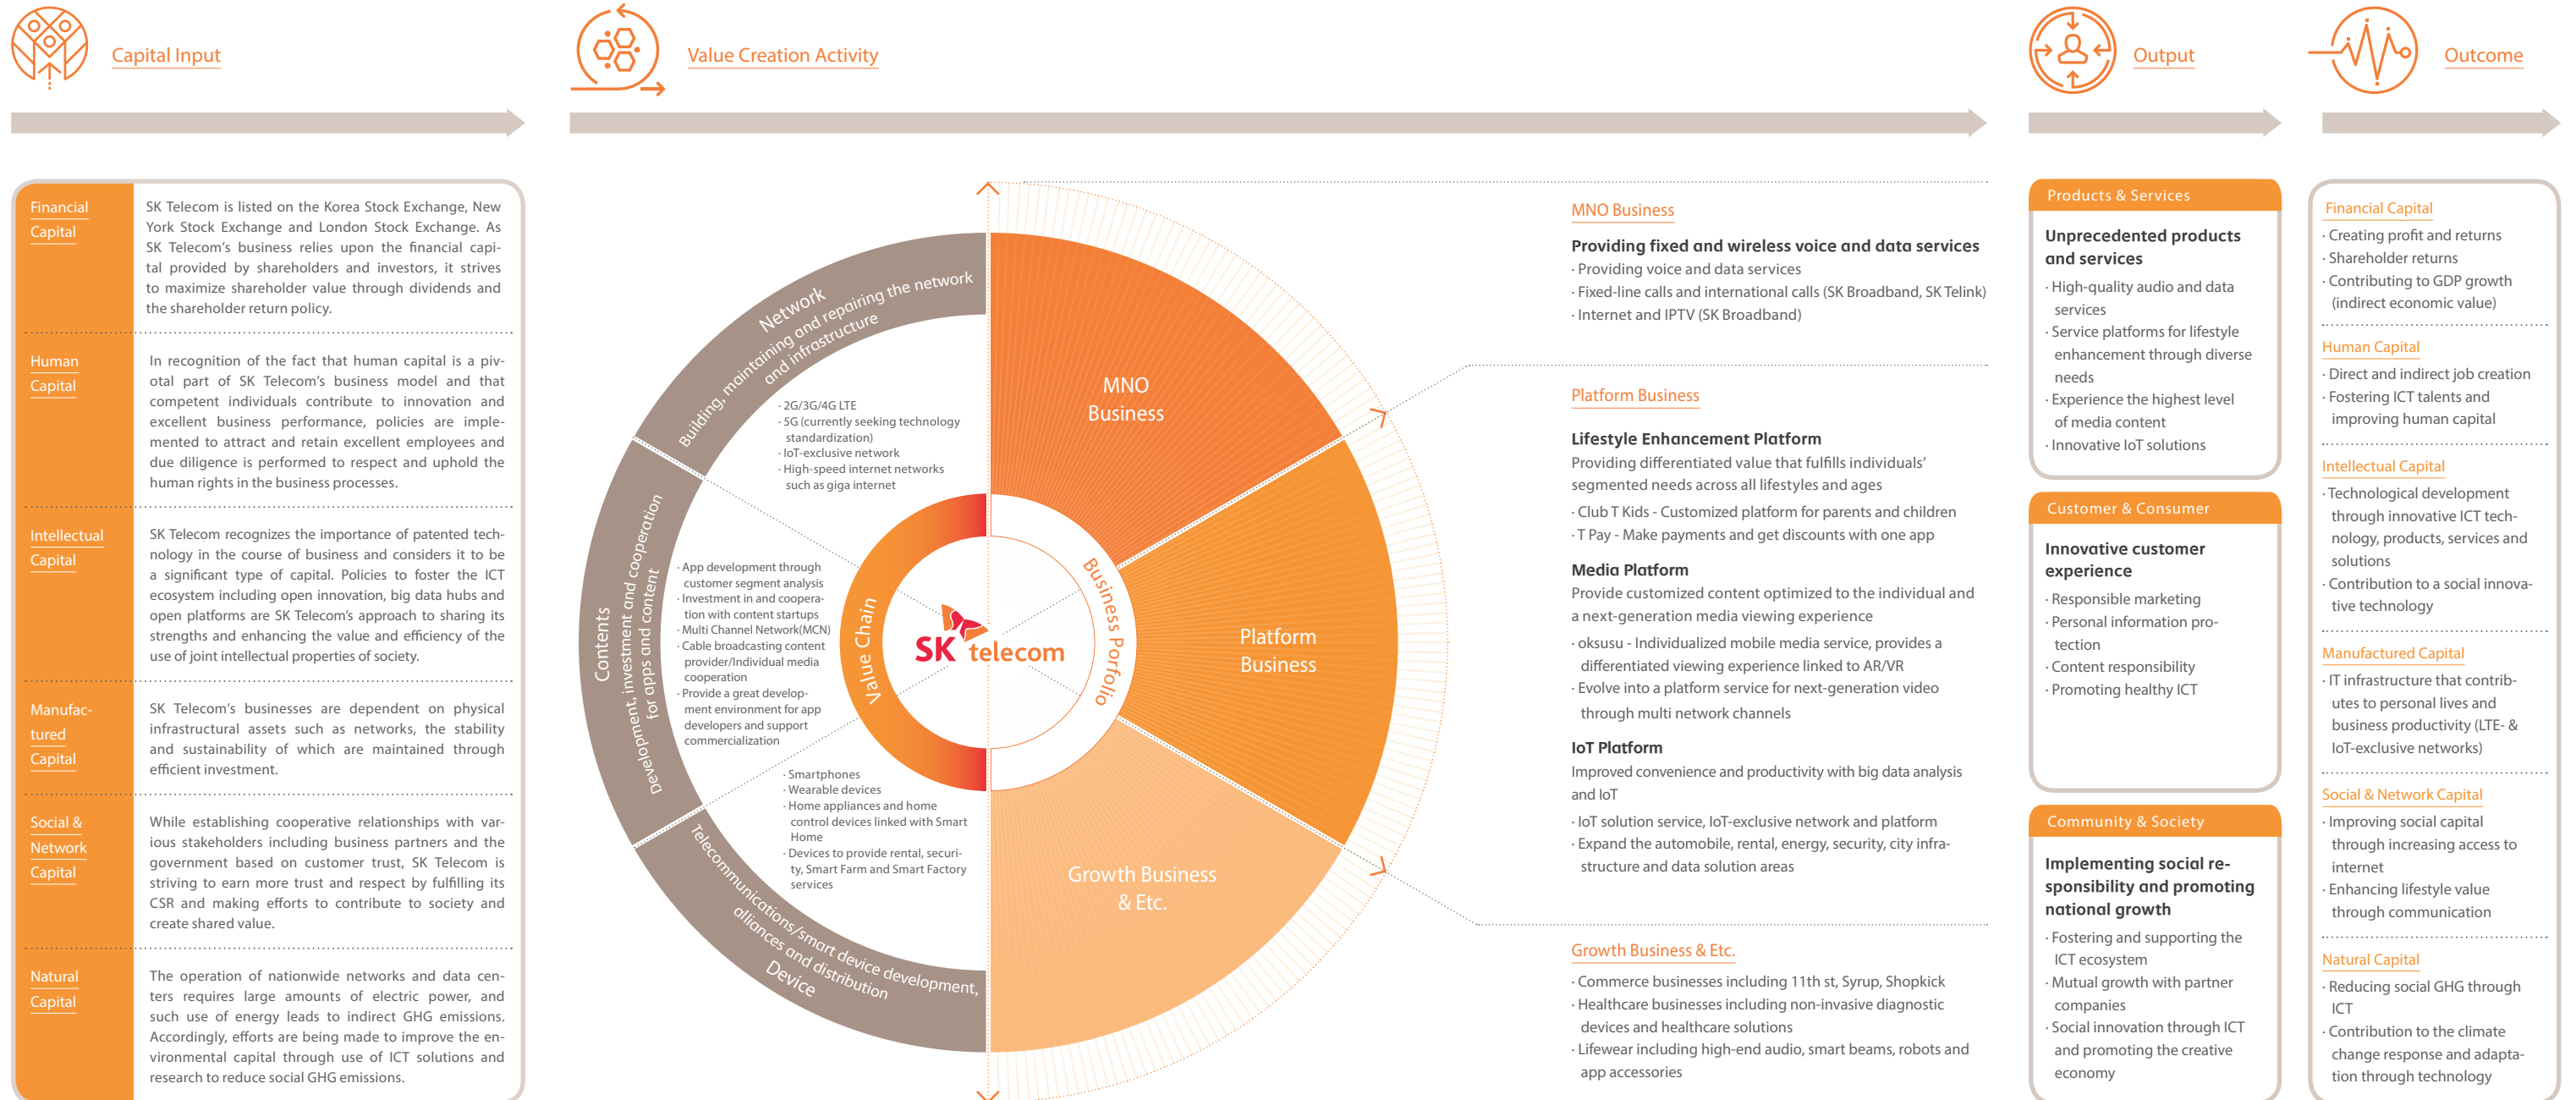 Capital Input
Value Creation Activity
Output
Outcome
Financial
Capital
SK Telecom is listed on the Korea Stock Exchange, New
York Stock Exchange and London Stock Exchange. As
SK Telecom's business relies upon the financial capi-
tal provided by shareholders and investors, it strives
to maximize shareholder value through dividends and
the shareholder return policy.
Human
Capital
In recognition of the fact that human capital is a piv-
otal part of SK Telecom's business model and that
competent individuals contribute to innovation and
excellent business performance, policies are imple-
mented to attract and retain excellent employees and
due diligence is performed to respect and uphold the
human rights in the business processes.
Intellectual
Capital
SK Telecom recognizes the importance of patented tech-
nology in the course of business and considers it to be
a significant type of capital. Policies to foster the ICT
ecosystem including open innovation, big data hubs and
open platforms are SK Telecom's approach to sharing its
strengths and enhancing the value and efficiency of the
use of joint intellectual properties of society.
Manufac-
tured
Capital
SK Telecom's businesses are dependent on physical
infrastructural assets such as networks, the stability
and sustainability of which are maintained through
efficient investment.
Social &
Network
Capital
While establishing cooperative relationships with var-
ious stakeholders including business partners and the
government based on customer trust, SK Telecom is
striving to earn more trust and respect by fulfilling its
CSR and making efforts to contribute to society and
create shared value.
Natural
Capital
The operation of nationwide networks and data cen-
ters requires large amounts of electric power, and
such use of energy leads to indirect GHG emissions.
Accordingly, efforts are being made to improve the en-
vironmental capital through use of ICT solutions and
research to reduce social GHG emissions.
Network
Building, maintaining and repairing the network
and infrastructure
· 2G/3G/4G LTE
· 5G (currently seeking technology
standardization)
· IoT-exclusive network
· High-speed internet networks
such as giga internet
Contents
Development, investment and cooperation
for apps and content
· App development through
customer segment analysis
· Investment in and coopera-
tion with content startups
· Multi Channel Network(MCN)
· Cable broadcasting content
provider/Individual media
cooperation
· Provide a great develop-
ment environment for app
developers and support
commercialization
· Smartphones
· Wearable devices
· Home appliances and home
control devices linked with Smart
Home
· Devices to provide rental, securi-
ty, Smart Farm and Smart Factory
services
Telecommunications/smart device development,
alliances and distribution
Device
Value Chain
SK telecom
Business Porfolio
MNO
Business
Platform
Business
Growth Business
& Etc.
MNO Business
Providing fixed and wireless voice and data services
· Providing voice and data services
· Fixed-line calls and international calls (SK Broadband, SK Telink)
· Internet and IPTV (SK Broadband)
Platform Business
Lifestyle Enhancement Platform
Providing differentiated value that fulfills individuals'
segmented needs across all lifestyles and ages
· Club T Kids - Customized platform for parents and children
· T Pay - Make payments and get discounts with one app
Media Platform
Provide customized content optimized to the individual and
a next-generation media viewing experience
· oksusu - Individualized mobile media service, provides a
differentiated viewing experience linked to AR/VR
· Evolve into a platform service for next-generation video
through multi network channels
IoT Platform
Improved convenience and productivity with big data analysis
and IoT
· IoT solution service, IoT-exclusive network and platform
· Expand the automobile, rental, energy, security, city infra-
structure and data solution areas
Growth Business & Etc.
· Commerce businesses including 11th st, Syrup, Shopkick
· Healthcare businesses including non-invasive diagnostic
devices and healthcare solutions
· Lifewear including high-end audio, smart beams, robots and
app accessories
Products & Services
Unprecedented products
and services
· High-quality audio and data
services
· Service platforms for lifestyle
enhancement through diverse
needs
· Experience the highest level
of media content
· Innovative IoT solutions
Customer & Consumer
Innovative customer
experience
· Responsible marketing
· Personal information pro-
tection
· Content responsibility
· Promoting healthy ICT
Community & Society
Implementing social re-
sponsibility and promoting
national growth
· Fostering and supporting the
ICT ecosystem
· Mutual growth with partner
companies
· Social innovation through ICT
and promoting the creative
economy
Financial Capital
· Creating profit and returns
· Shareholder returns
· Contributing to GDP growth
(indirect economic value)
Human Capital
· Direct and indirect job creation
· Fostering ICT talents and
improving human capital
Intellectual Capital
· Technological development
through innovative ICT tech-
nology, products, services and
solutions
· Contribution to a social innova-
tive technology
Manufactured Capital
· IT infrastructure that contrib-
utes to personal lives and
business productivity (LTE- &
IoT-exclusive networks)
Social & Network Capital
· Improving social capital
through increasing access to
internet
· Enhancing lifestyle value
through communication
Natural Capital
· Reducing social GHG through
ICT
· Contribution to the climate
change response and adapta-
tion through technology